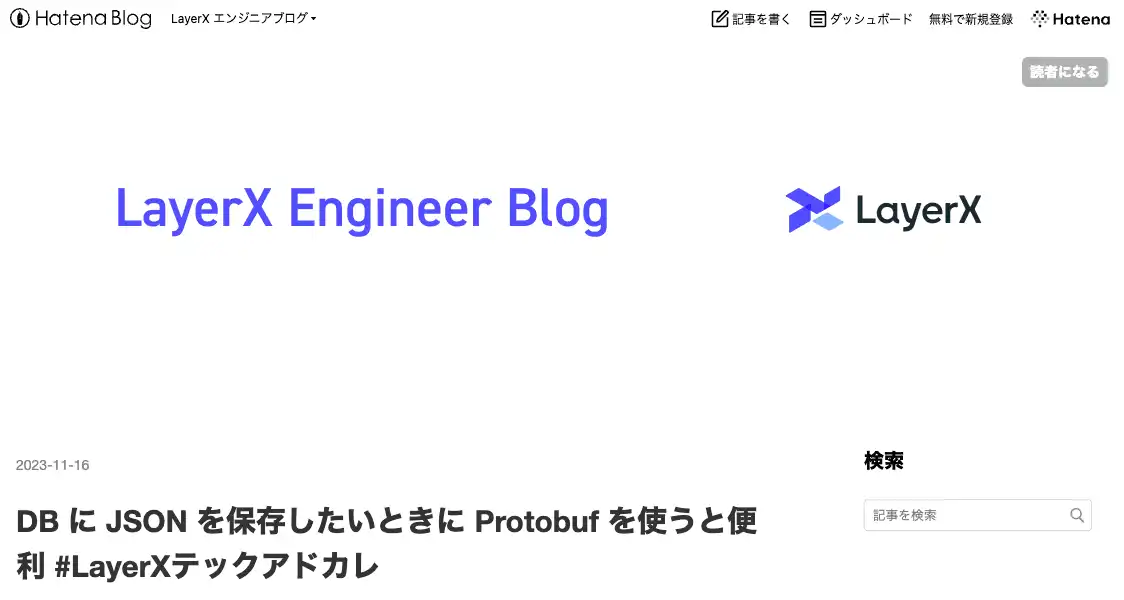 Hatena Blog LayerX エンジニアブログ 記事を書く ダッシュボード 無料で新規登録 Hatena
読者になる
LayerX Engineer Blog LayerX
2023-11-16
検索
DB に JSON を保存したいときに Protobuf を使うと便
利 #LayerXテックアドカレ
記事を検索